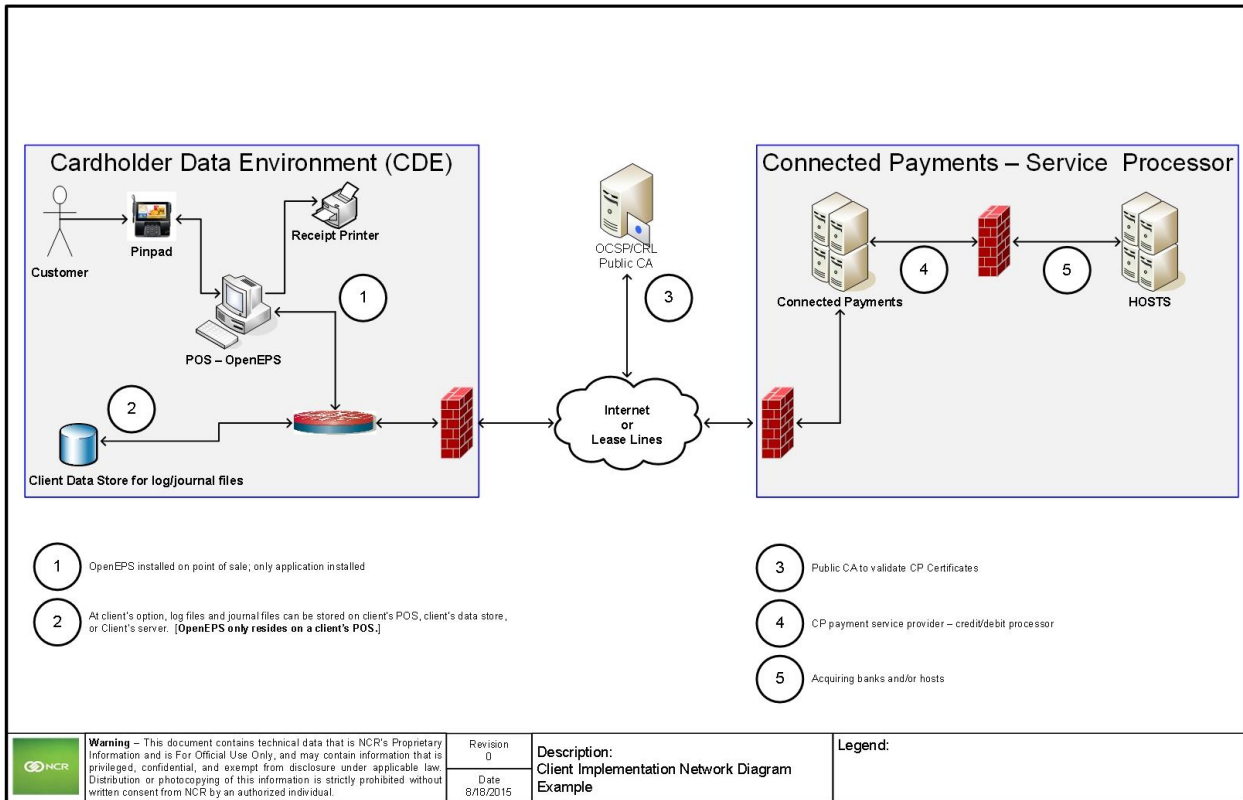 Cardholder Data Environment (CDE)
Customer
Pinpad
Receipt Printer
1
POS – OpenEPS
2
Client Data Store for log/journal files
OCSP/CRL
Public CA
3
Internet
or
Lease Lines
Connected Payments – Service Processor
4
5
Connected Payments
HOSTS
1
OpenEPS installed on point of sale; only application installed
2
At client's option, log files and journal files can be stored on client's POS, client's data store,
or Client's server. [OpenEPS only resides on a client's POS.]
3
Public CA to validate CP Certificates
4
CP payment service provider – credit/debit processor
5
Acquiring banks and/or hosts
NCR
Warning – This document contains technical data that is NCR's Proprietary
Information and is For Official Use Only, and may contain information that is
privileged, confidential, and exempt from disclosure under applicable law.
Distribution or photocopying of this information is strictly prohibited without
written consent from NCR by an authorized individual.
Revision
0
Date
8/18/2015
Description:
Client Implementation Network Diagram
Example
Legend: